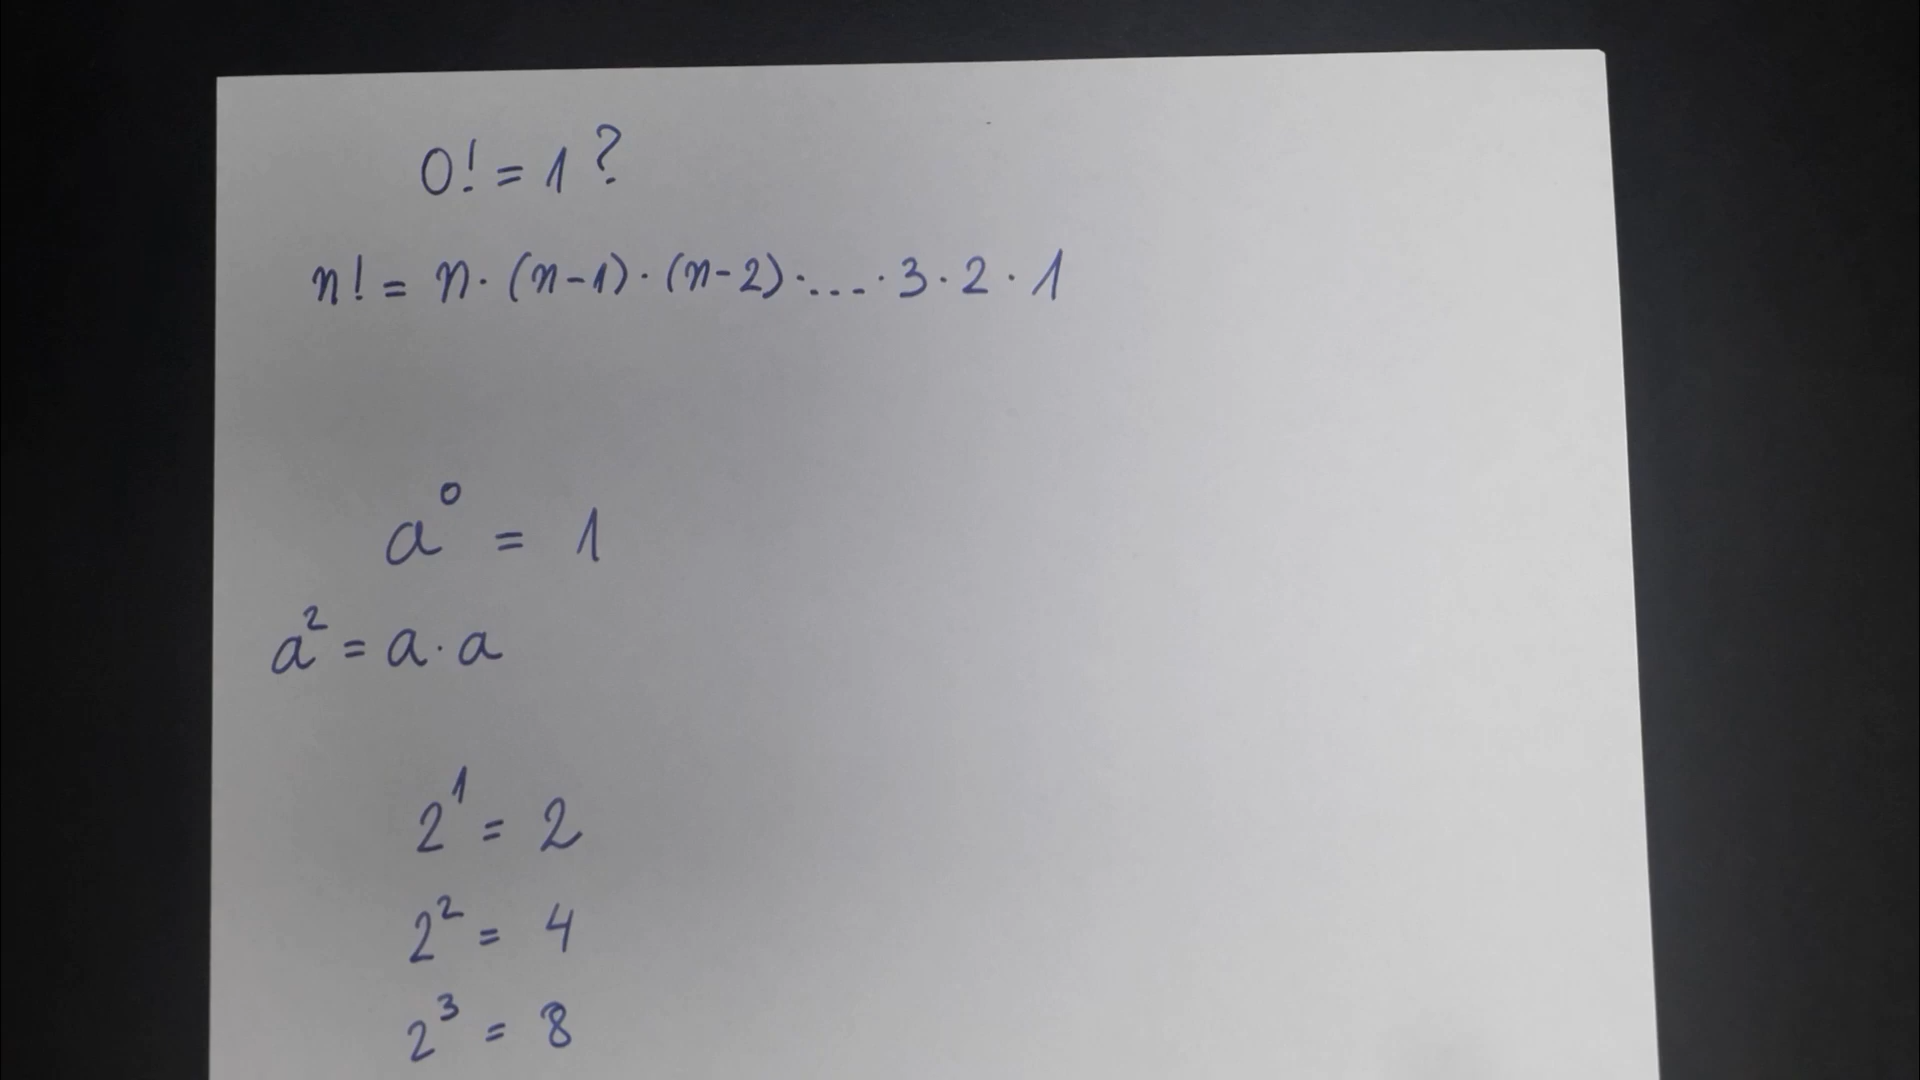 0! = 1 ?
n! = n · (n-1) · (n-2) · .... · 3 · 2 · 1
a⁰ = 1
a² = a · a
2¹ = 2
2² = 4
2³ = 8